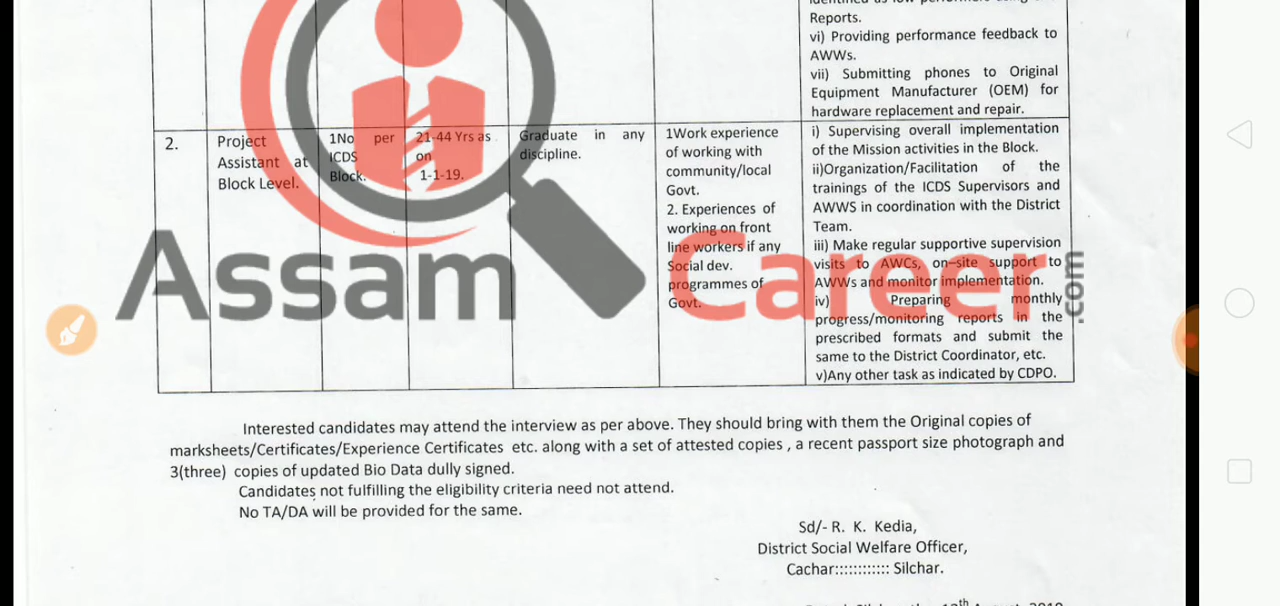 Reports.
vi) Providing performance feedback to
AWWs.
vii) Submitting phones to Original
Equipment Manufacturer (OEM) for
hardware replacement and repair.
2.
Project
Assistant at
Block Level.
1No per
ICDS
Block.
21-44 Yrs as
on
1-1-19.
Graduate in any
discipline.
1Work experience
of working with
community/local
Govt.
2. Experiences of
working on front
line workers if any
Social dev.
programmes of
Govt.
i) Supervising overall implementation
of the Mission activities in the Block.
ii)Organization/Facilitation of the
trainings of the ICDS Supervisors and
AWWS in coordination with the District
Team.
iii) Make regular supportive supervision
visits to AWCS, on-site support to
AWWs and monitor implementation.
iv) Preparing monthly
progress/monitoring reports in the
prescribed formats and submit the
same to the District Coordinator, etc.
v)Any other task as indicated by CDPO.
Assam Career.com
Interested candidates may attend the interview as per above. They should bring with them the Original copies of
marksheets/Certificates/Experience Certificates etc. along with a set of attested copies , a recent passport size photograph and
3(three) copies of updated Bio Data dully signed.
Candidates not fulfilling the eligibility criteria need not attend.
No TA/DA will be provided for the same.
Sd/- R. K. Kedia,
District Social Welfare Officer,
Cachar:::::::::::: Silchar.